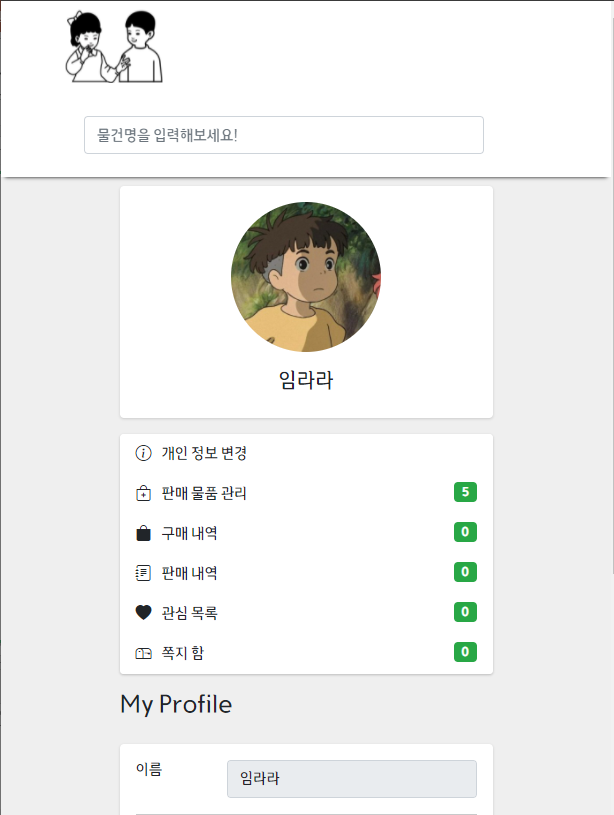 물건명을 입력해보세요!
임라라
개인 정보 변경
판매 물품 관리 5
구매 내역 0
판매 내역 0
관심 목록 0
쪽지 함 0
My Profile
이름 임라라